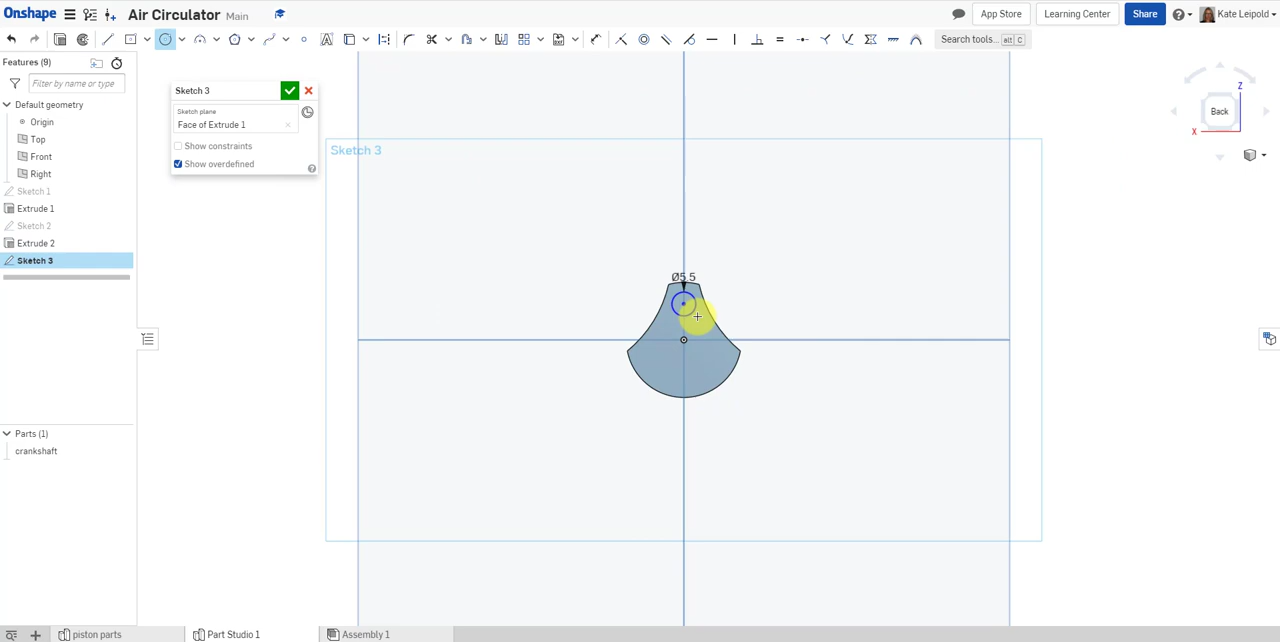 Onshape Air Circulator Main App Store Learning Center Share Kate Leipold
Search tools... alt C
Features (9)
Filter by name or type
Default geometry
Origin
Top
Front
Right
Sketch 1
Extrude 1
Sketch 2
Extrude 2
Sketch 3
Parts (1)
crankshaft
Sketch 3
Sketch plane
Face of Extrude 1
Show constraints
Show overdefined
Sketch 3
Ø5.5
Z
Back
X
piston parts Part Studio 1 Assembly 1